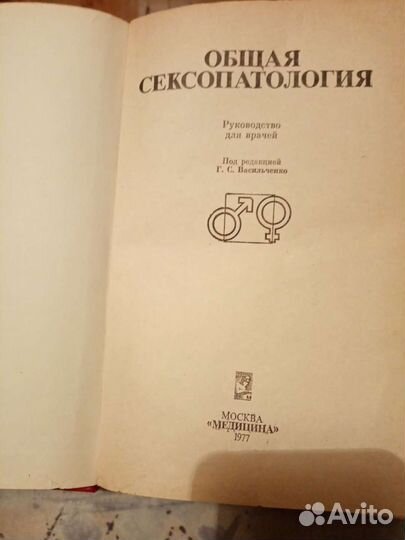 ОБЩАЯ
СЕКСОПАТОЛОГИЯ
Руководство
для врачей
Под редакцией
Г. С. Васильченко
МОСКВА
«МЕДИЦИНА»
1977
Avito